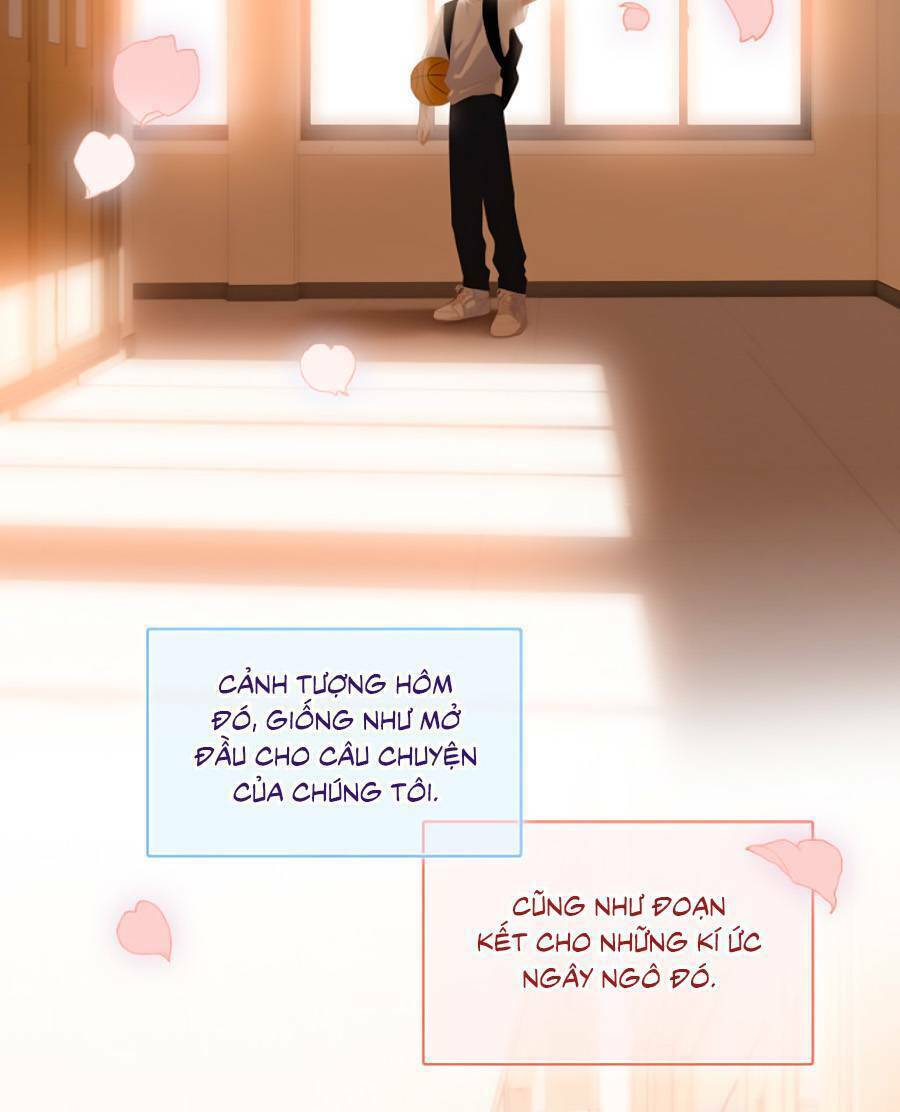 CẢNH TƯỢNG HÔM
ĐÓ, GIỐNG NHƯ MỞ
ĐẦU CHO CÂU CHUYỆN
CỦA CHÚNG TÔI.
CŨNG NHƯ ĐOẠN
KẾT CHO NHỮNG KÍ ỨC
NGÂY NGÔ ĐÓ.